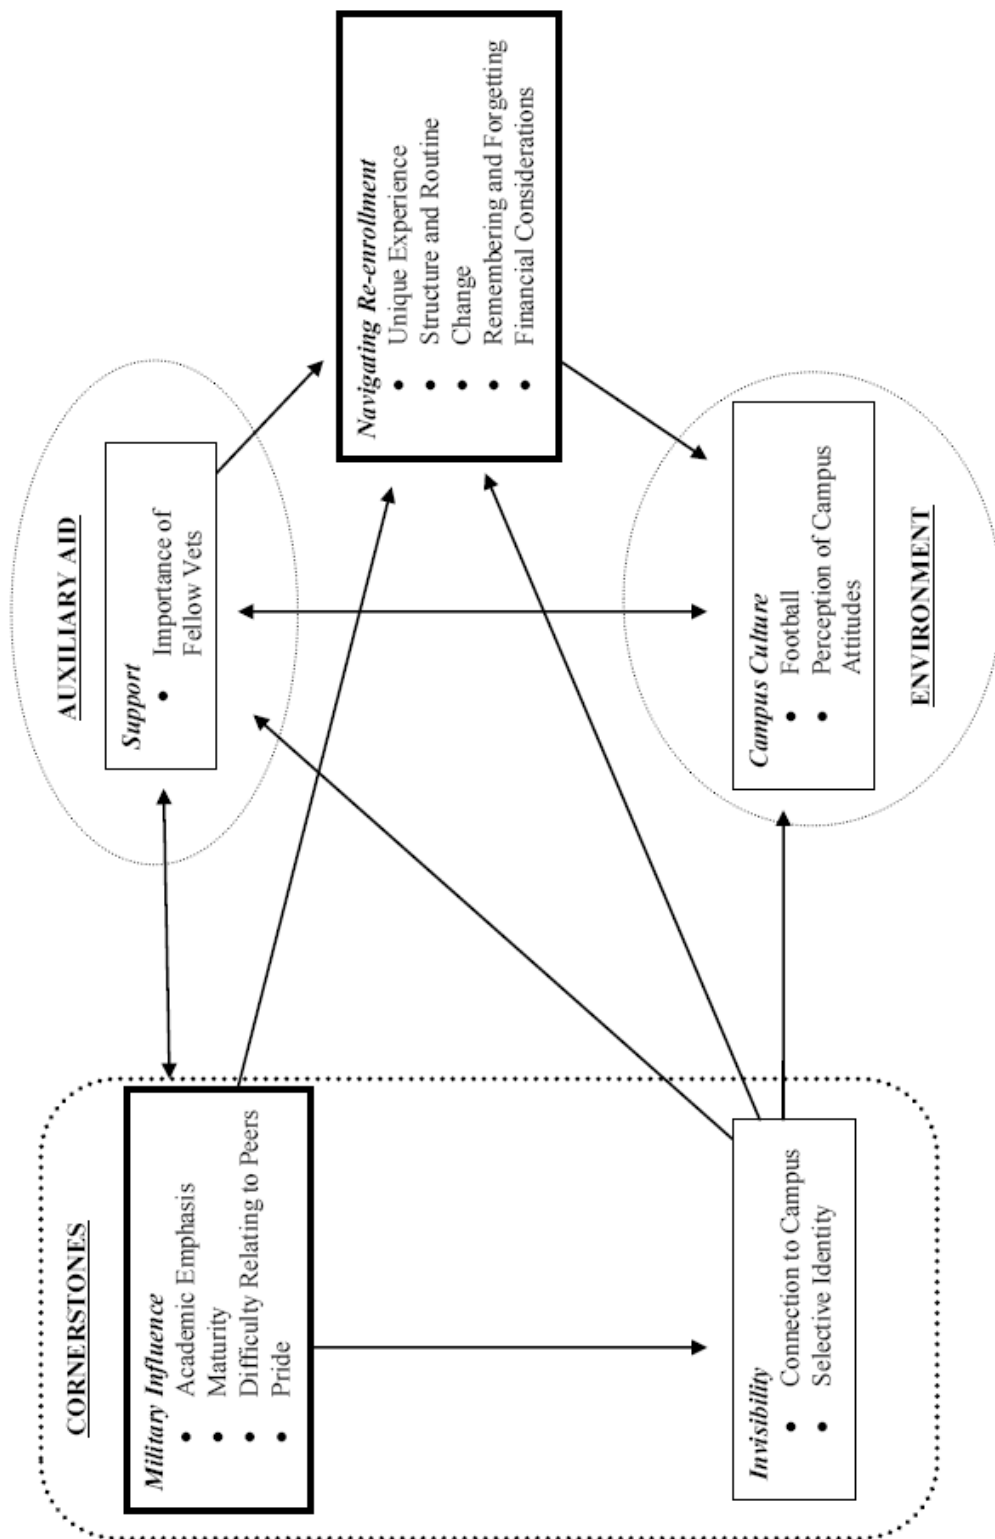 CORNERSTONES
Military Influence
• Academic Emphasis
• Maturity
• Difficulty Relating to Peers
• Pride
Invisibility
• Connection to Campus
• Selective Identity
AUXILIARY AID
Support
• Importance of
Fellow Vets
Navigating Re-enrollment
• Unique Experience
• Structure and Routine
• Change
• Remembering and Forgetting
• Financial Considerations
Campus Culture
• Football
• Perception of Campus
Attitudes
ENVIRONMENT